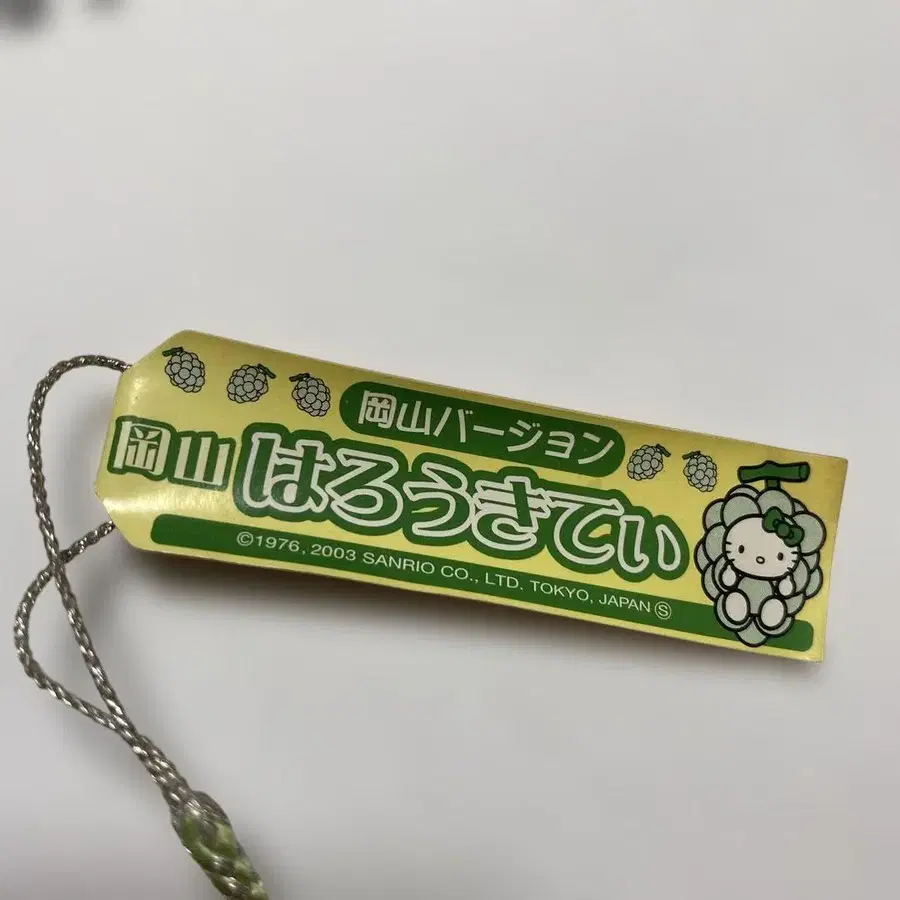 岡山バージョン
岡山 はろうきてぃ
©1976, 2003 SANRIO CO., LTD. TOKYO, JAPAN Ⓢ